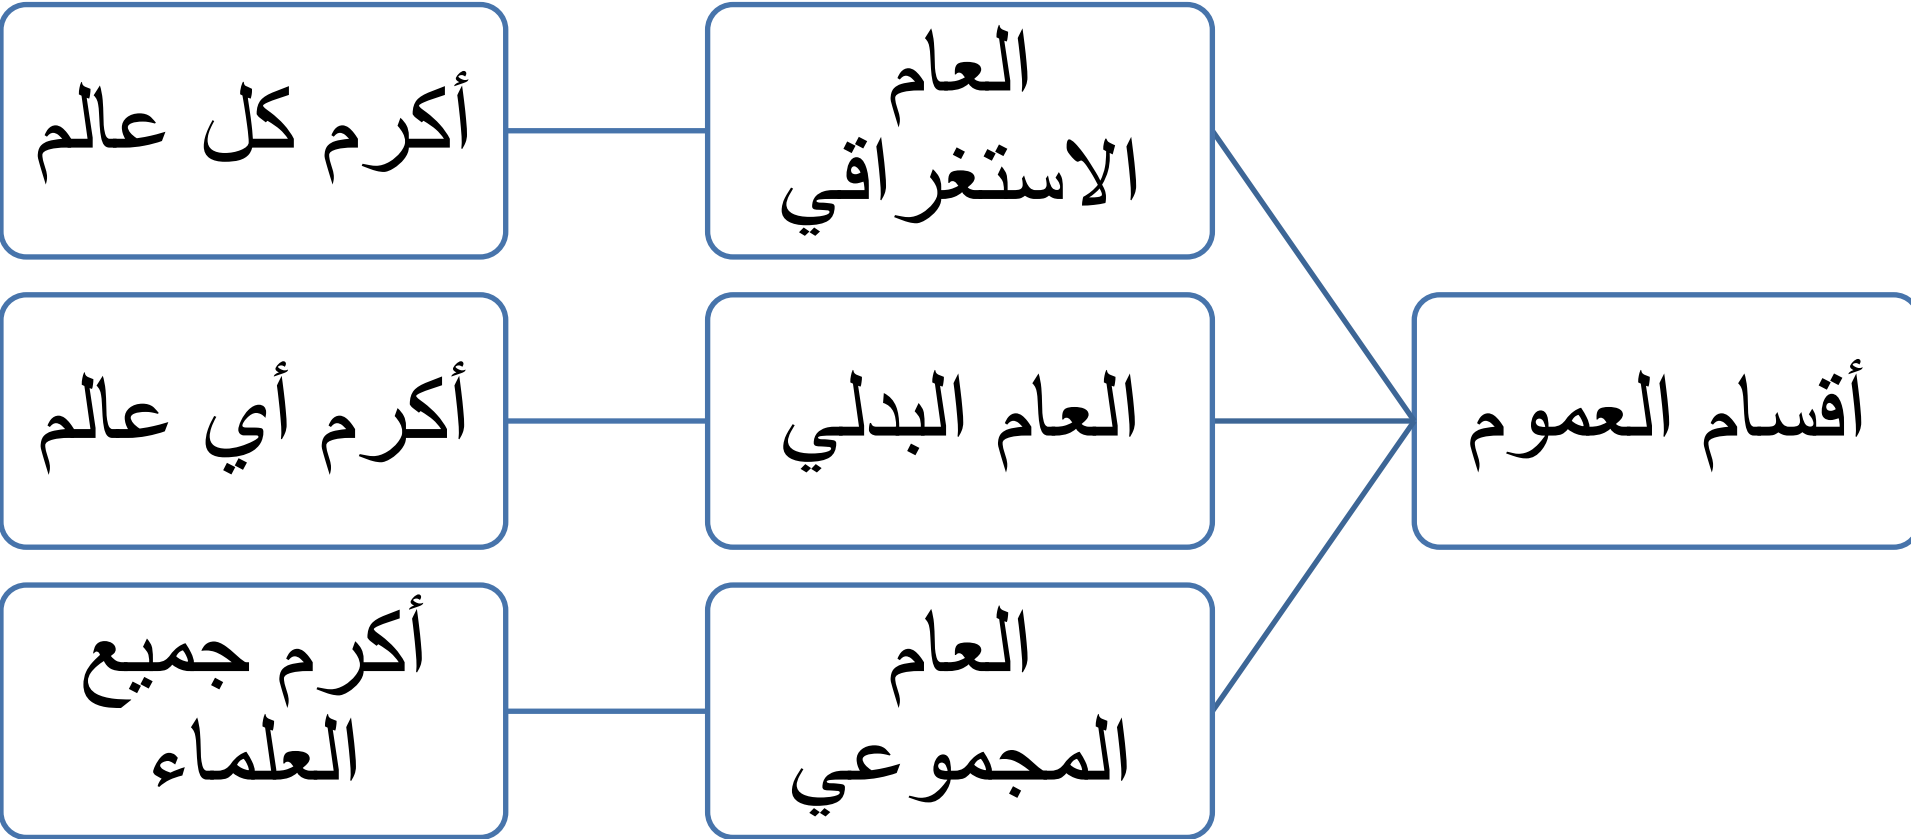 أقسام العموم
العام
الاستغراقي
أكرم كل عالم
العام البدلي
أكرم أي عالم
العام
المجموعي
أكرم جميع
العلماء